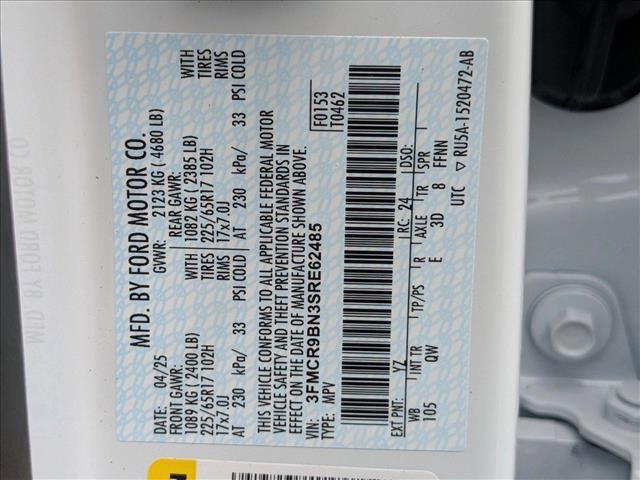 MFD. BY FORD MOTOR CO.
DATE: 04/25 GVWR: 2123 KG ( 4680 LB)
FRONT GAWR: REAR GAWR:
1089 KG ( 2400 LB) WITH 1082 KG ( 2385 LB) WITH
225/65R17 102H TIRES 225/65R17 102H TIRES
17x7.0J RIMS 17x7.0J RIMS
AT 230 kPa/ 33 PSI COLD AT 230 kPa/ 33 PSI COLD
THIS VEHICLE CONFORMS TO ALL APPLICABLE FEDERAL MOTOR
VEHICLE SAFETY AND THEFT PREVENTION STANDARDS IN
EFFECT ON THE DATE OF MANUFACTURE SHOWN ABOVE.
VIN: 3FMCR9BN3SRE62485 F0153
TYPE: MPV T0462
EXT PNT: YZ RC: 24 DSO:
WB INT TR TP/PS R AXLE TR SPR
105 QW E 3D 8 FFNN
UTC ▽ RU5A-1520472-AB